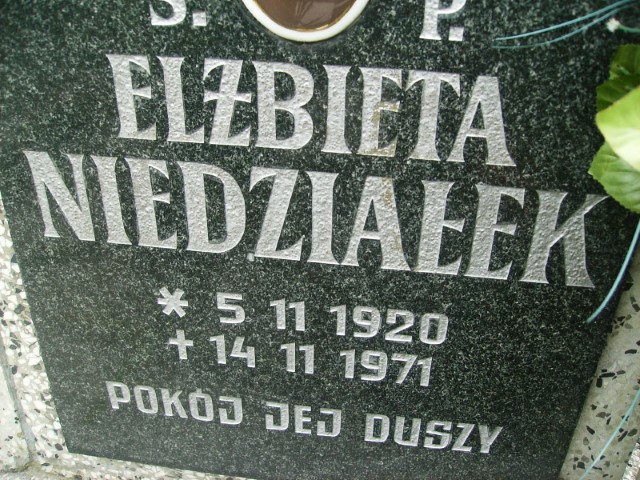 Ś. P.
ELŻBIETA
NIEDZIAŁEK
* 5 11 1920
+ 14 11 1971
POKÓJ JEJ DUSZY